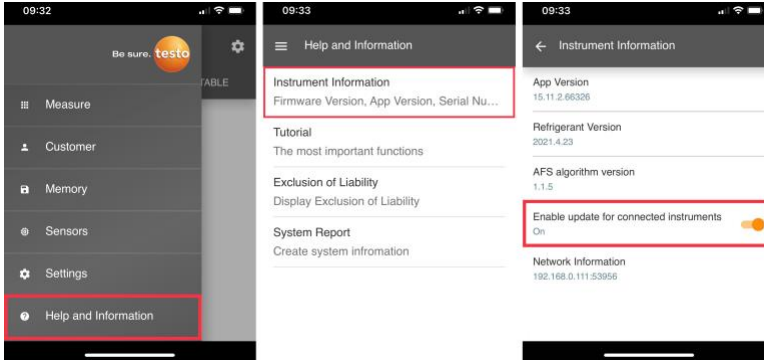 09:32
Be sure. testo
TABLE
Measure
Customer
Memory
Sensors
Settings
Help and Information
09:33
Help and Information
Instrument Information
Firmware Version, App Version, Serial Nu...
Tutorial
The most important functions
Exclusion of Liability
Display Exclusion of Liability
System Report
Create system infromation
09:33
Instrument Information
App Version
15.11.2.66326
Refrigerant Version
2021.4.23
AFS algorithm version
1.1.5
Enable update for connected instruments
On
Network Information
192.168.0.111:53956